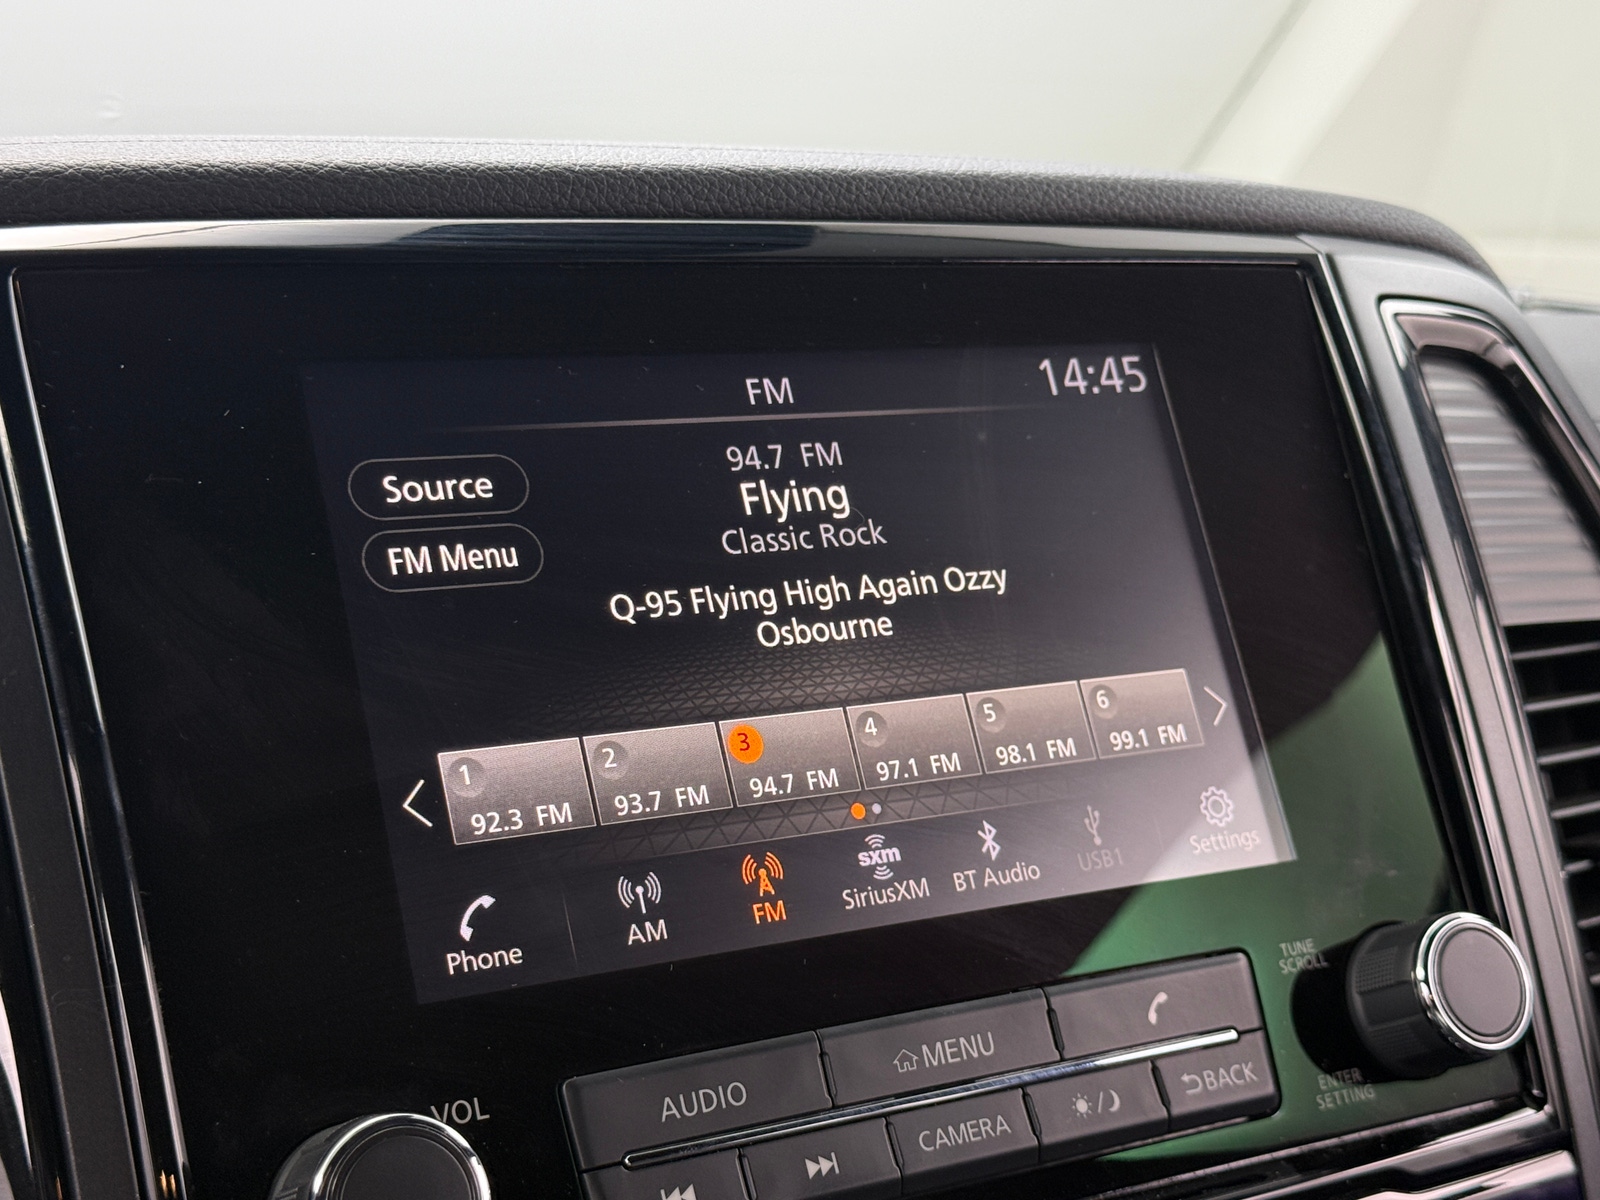 FM
14:45
94.7 FM
Source
Flying
Classic Rock
FM Menu
Q-95 Flying High Again Ozzy
Osbourne
1
92.3 FM
2
93.7 FM
3
94.7 FM
4
97.1 FM
5
98.1 FM
6
99.1 FM
Phone
AM
FM
sxm
SiriusXM
BT Audio
USB1
Settings
TUNE
SCROLL
ENTER
SETTING
VOL
AUDIO
MENU
CAMERA
BACK